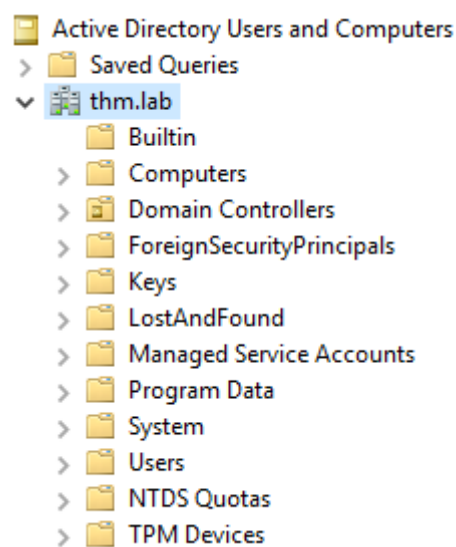 Active Directory Users and Computers
Saved Queries
thm.lab
Builtin
Computers
Domain Controllers
ForeignSecurityPrincipals
Keys
LostAndFound
Managed Service Accounts
Program Data
System
Users
NTDS Quotas
TPM Devices